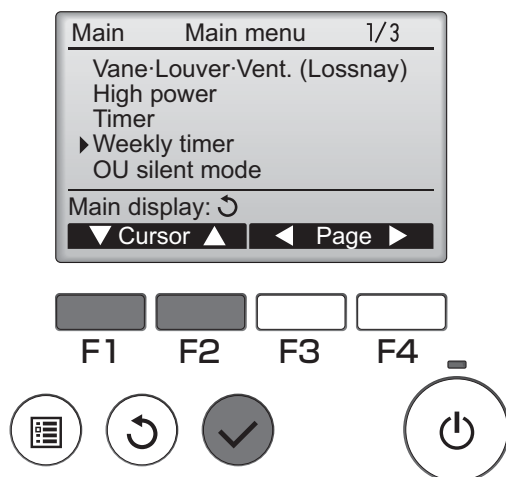 Main Main menu 1/3
Vane·Louver·Vent. (Lossnay)
High power
Timer
Weekly timer
OU silent mode
Main display:
Cursor Page
F1 F2 F3 F4